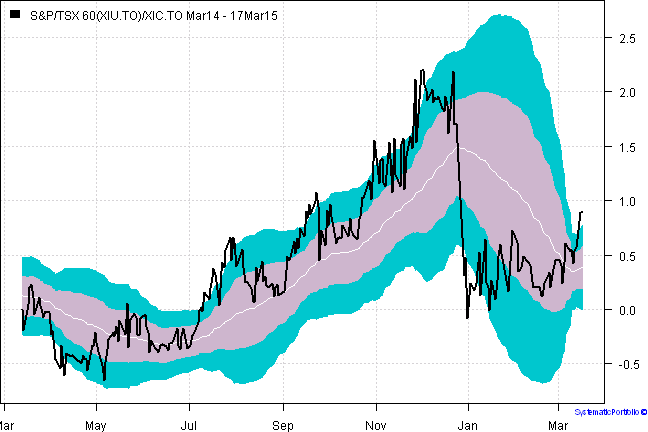 S&P/TSX 60(XIU.TO)/XIC.TO Mar14 - 17Mar15
2.5
2.0
1.5
1.0
0.5
0.0
-0.5
Mar May Jul Sep Nov Jan Mar
SystematicPortfolio ©